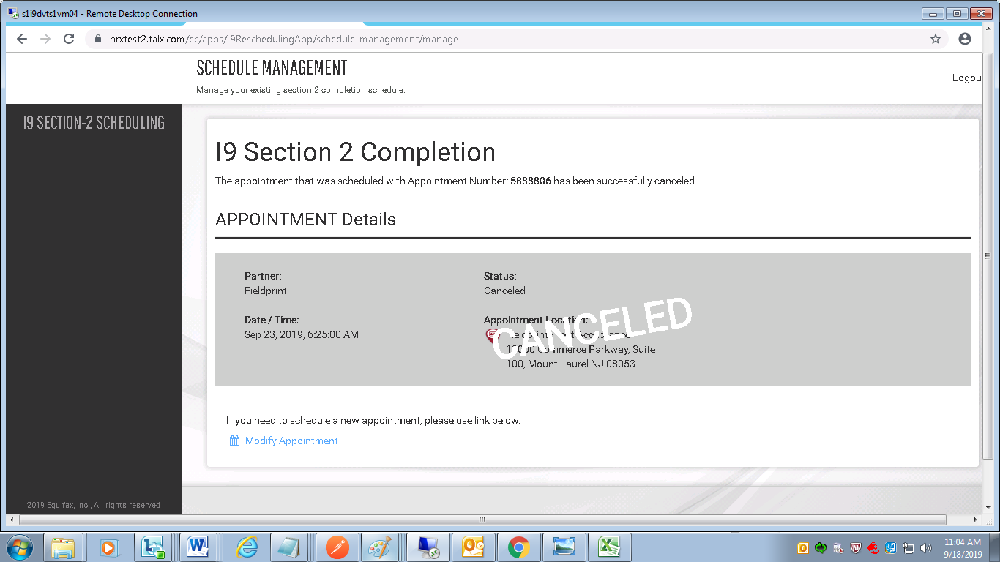 s1i9dvts1vm04 - Remote Desktop Connection
hrxtest2.talx.com/ec/apps/I9ReschedulingApp/schedule-management/manage
SCHEDULE MANAGEMENT
Manage your existing section 2 completion schedule.
Logou
I9 SECTION-2 SCHEDULING
I9 Section 2 Completion
The appointment that was scheduled with Appointment Number: 5888806 has been successfully canceled.
APPOINTMENT Details
Partner:
Fieldprint
Status:
Canceled
Date / Time:
Sep 23, 2019, 6:25:00 AM
Appointment Location:
Fieldprint - Test Acceptance
Commerce Parkway, Suite
100, Mount Laurel NJ 08053-
CANCELED
If you need to schedule a new appointment, please use link below.
Modify Appointment
2019 Equifax, Inc., All rights reserved
11:04 AM
9/18/2019